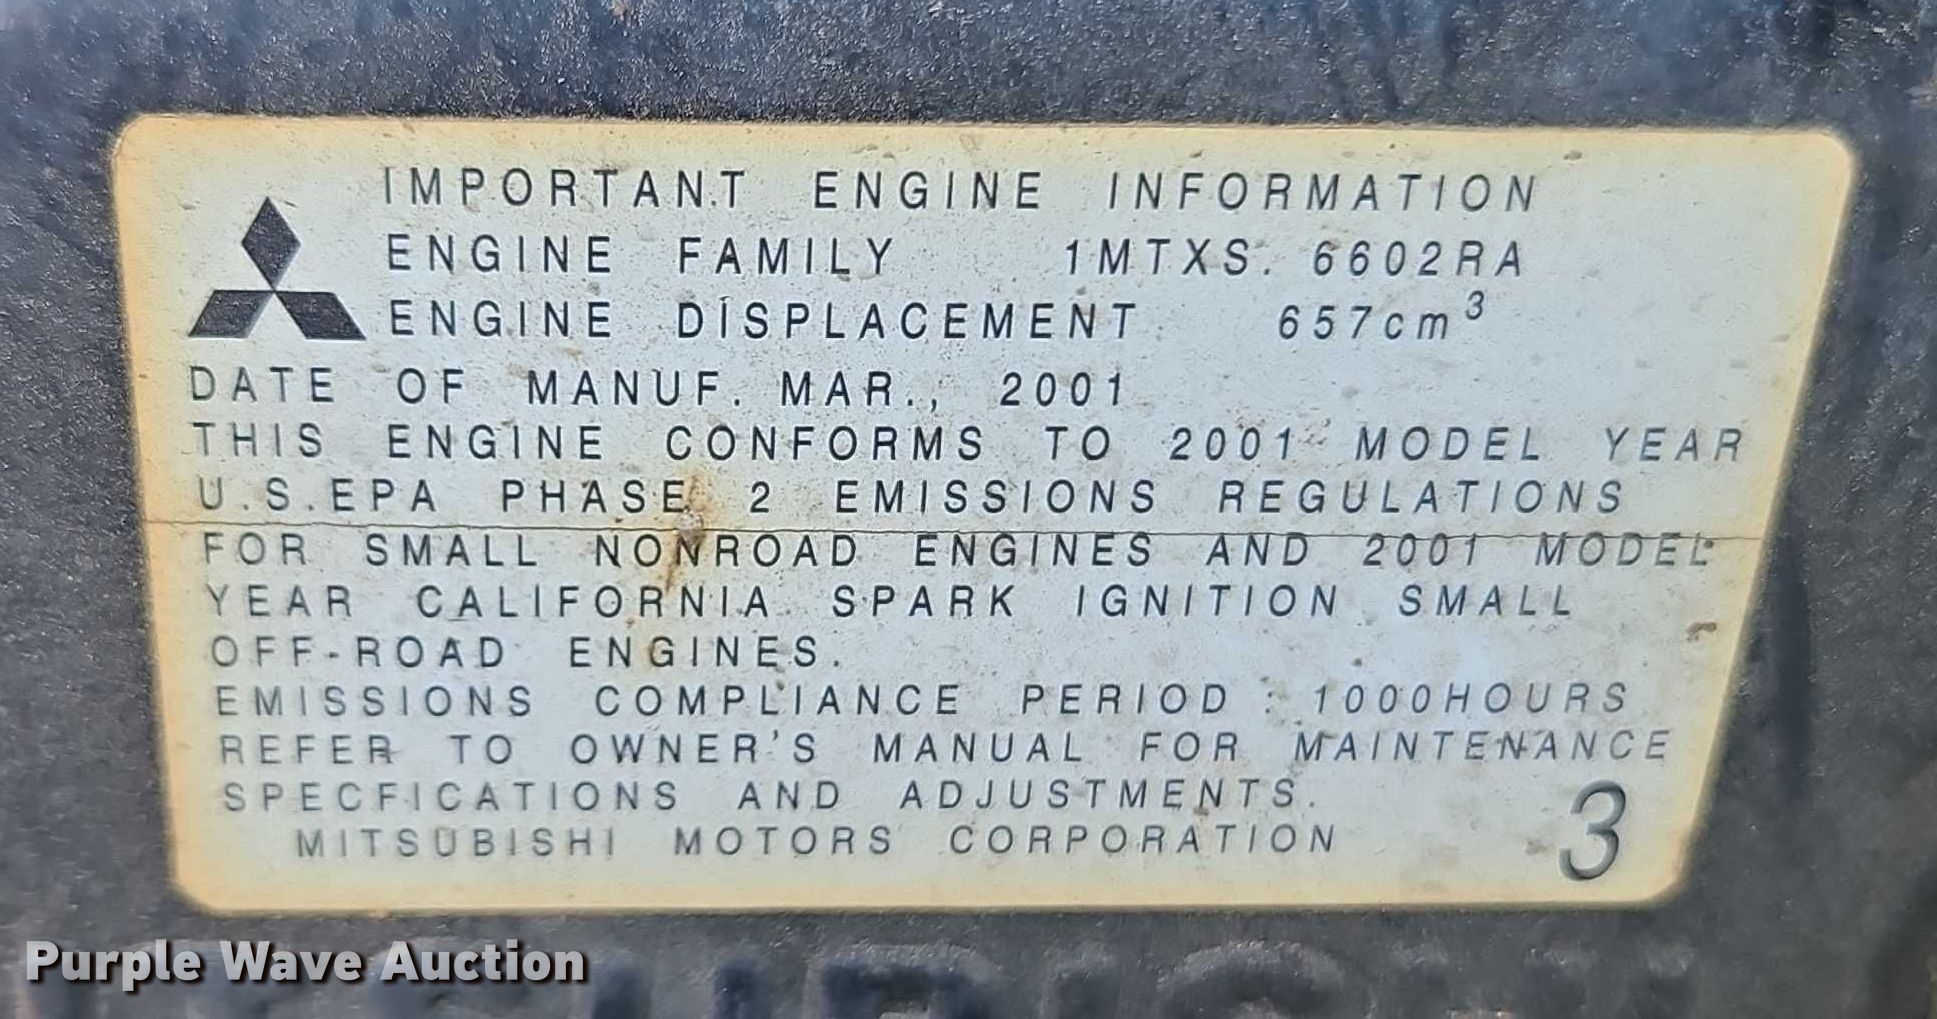 IMPORTANT ENGINE INFORMATION
ENGINE FAMILY 1MTXS. 6602RA
ENGINE DISPLACEMENT 657cm³
DATE OF MANUF. MAR., 2001
THIS ENGINE CONFORMS TO 2001 MODEL YEAR
U.S.EPA PHASE 2 EMISSIONS REGULATIONS
FOR SMALL NONROAD ENGINES AND 2001 MODEL
YEAR CALIFORNIA SPARK IGNITION SMALL
OFF-ROAD ENGINES.
EMISSIONS COMPLIANCE PERIOD : 1000HOURS
REFER TO OWNER'S MANUAL FOR MAINTENANCE
SPECFICATIONS AND ADJUSTMENTS.
MITSUBISHI MOTORS CORPORATION
3
Purple Wave Auction